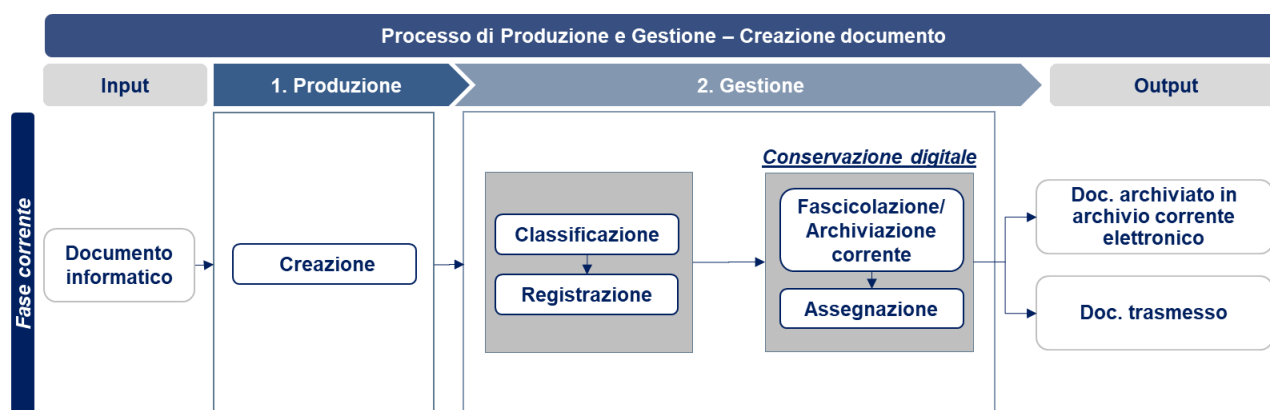 Processo di Produzione e Gestione – Creazione documento
Input
1. Produzione
2. Gestione
Output
Fase corrente
Documento
informatico
Creazione
Classificazione
Registrazione
Conservazione digitale
Fascicolazione/
Archiviazione
corrente
Assegnazione
Doc. archiviato in
archivio corrente
elettronico
Doc. trasmesso